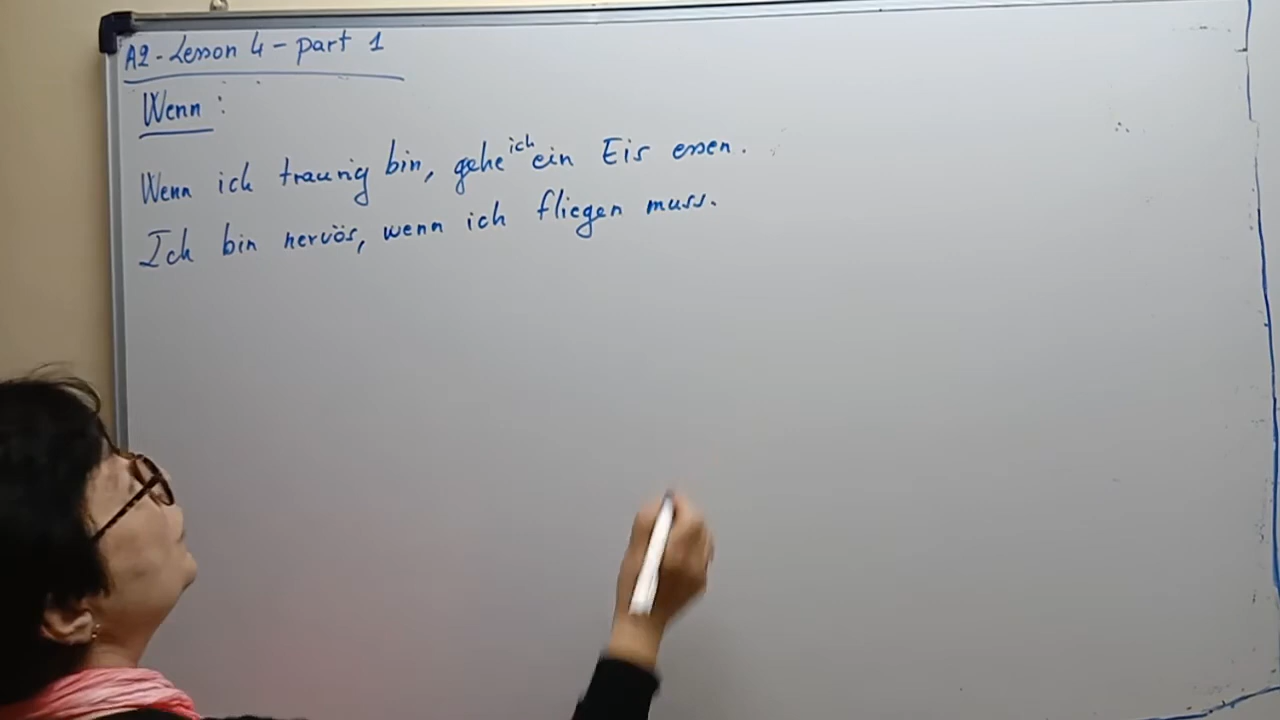 A2 - Lesson 4 - part 1
Wenn :
Wenn ich traurig bin, gehe ich ein Eis essen.
Ich bin nervös, wenn ich fliegen muss.